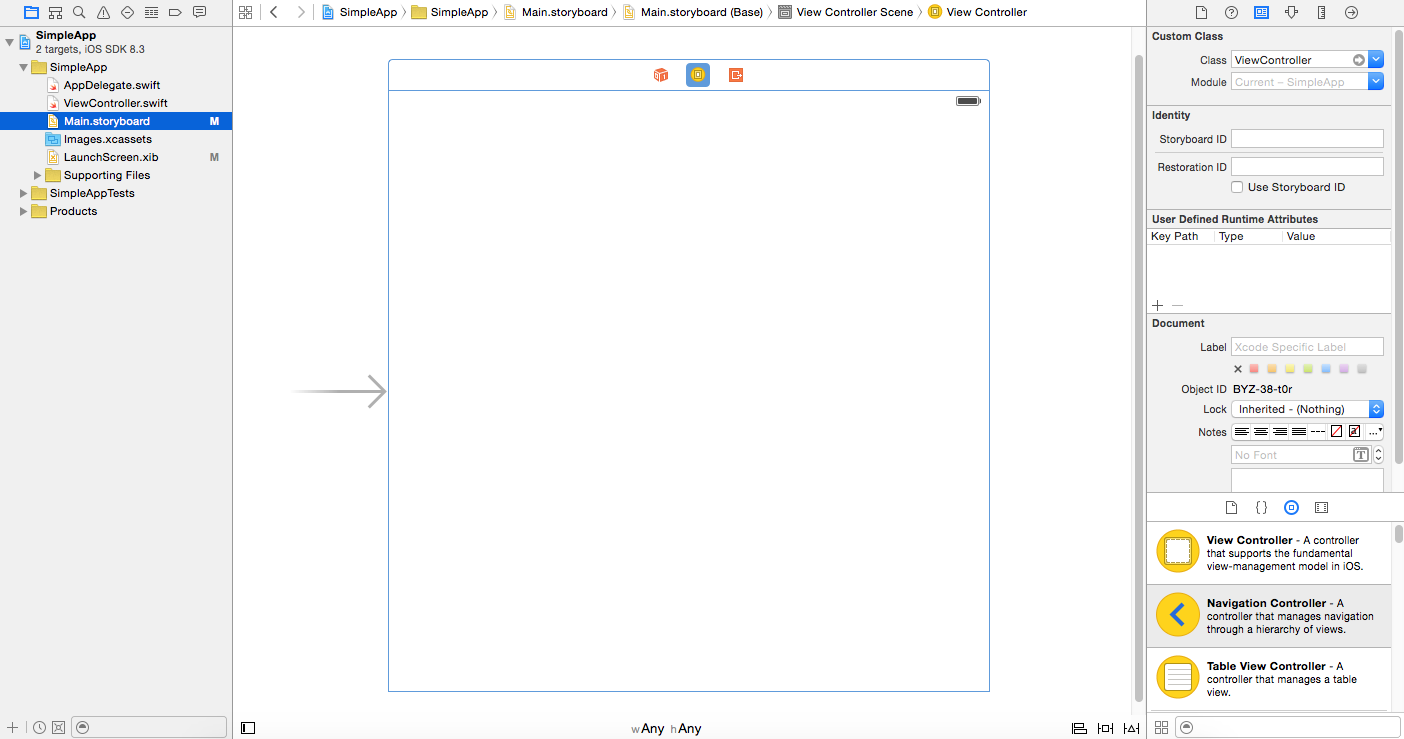 SimpleApp
2 targets, iOS SDK 8.3
SimpleApp
AppDelegate.swift
ViewController.swift
Main.storyboard M
Images.xcassets
LaunchScreen.xib M
Supporting Files
SimpleAppTests
Products
SimpleApp SimpleApp Main.storyboard Main.storyboard (Base) View Controller Scene View Controller
wAny hAny
Custom Class
Class ViewController
Module Current – SimpleApp
Identity
Storyboard ID
Restoration ID
Use Storyboard ID
User Defined Runtime Attributes
Key Path Type Value
Document
Label Xcode Specific Label
Object ID BYZ-38-t0r
Lock Inherited - (Nothing)
Notes
No Font
View Controller - A controller
that supports the fundamental
view-management model in iOS.
Navigation Controller - A
controller that manages navigation
through a hierarchy of views.
Table View Controller - A
controller that manages a table
view.